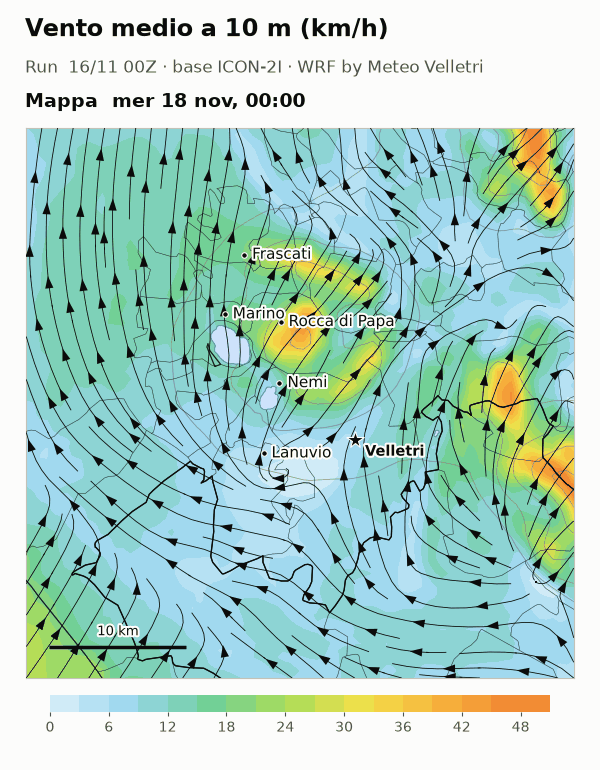 Vento medio a 10 m (km/h)
Run  16/11 00Z · base ICON-2I · WRF by Meteo Velletri
Mappa  mer 18 nov, 00:00
Frascati
Marino
Rocca di Papa
Nemi
Lanuvio
Velletri
10 km
0 6 12 18 24 30 36 42 48